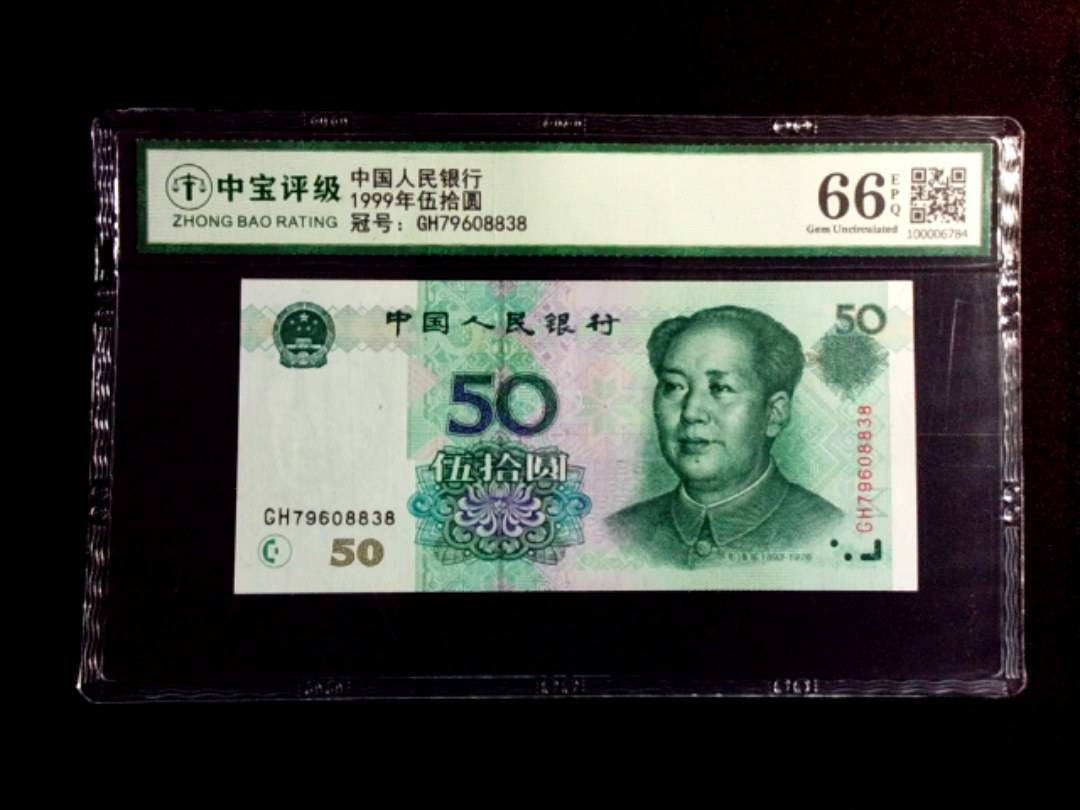 中宝评级
ZHONG BAO RATING
中国人民银行
1999年伍拾圆
冠号：GH79608838
66
EPQ
Gem Uncirculated
100006784
中国人民银行
50
50
伍拾圆
GH79608838
50
GH79608838
1893-1976